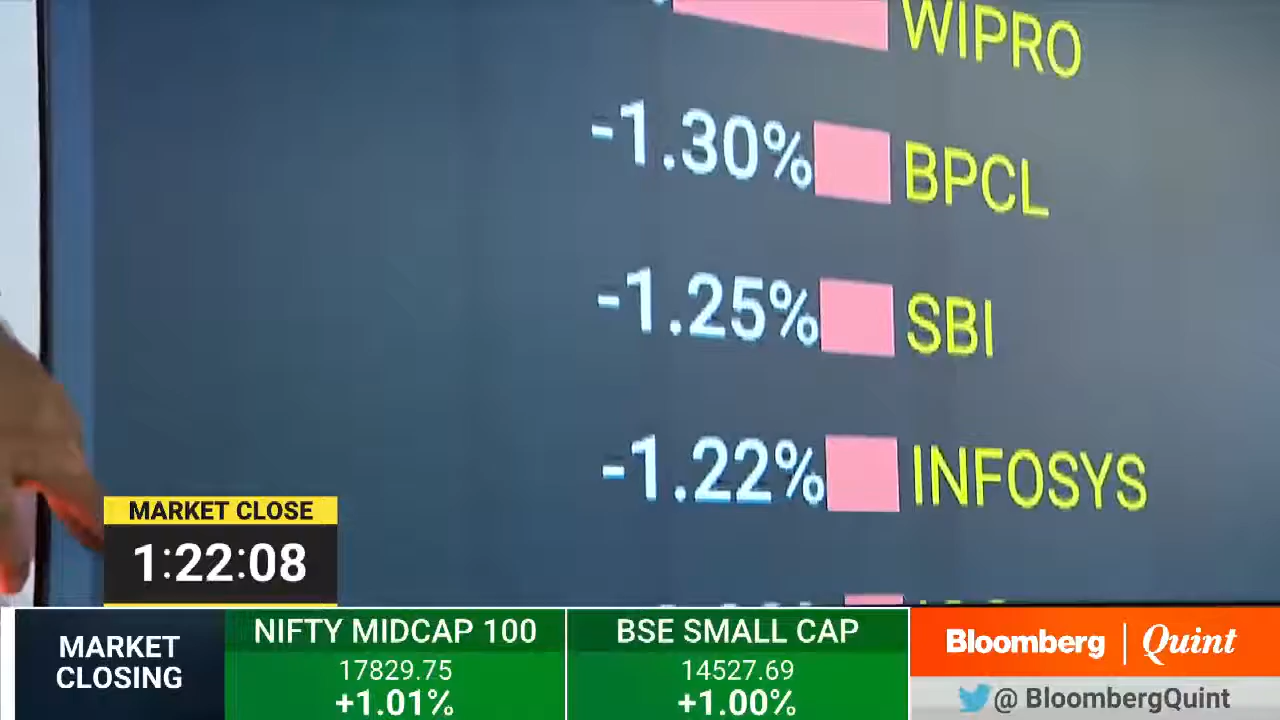 WIPRO
-1.30% BPCL
-1.25% SBI
-1.22% INFOSYS
MARKET CLOSE
1:22:08
MARKET CLOSING
NIFTY MIDCAP 100
17829.75
+1.01%
BSE SMALL CAP
14527.69
+1.00%
Bloomberg | Quint
@ BloombergQuint